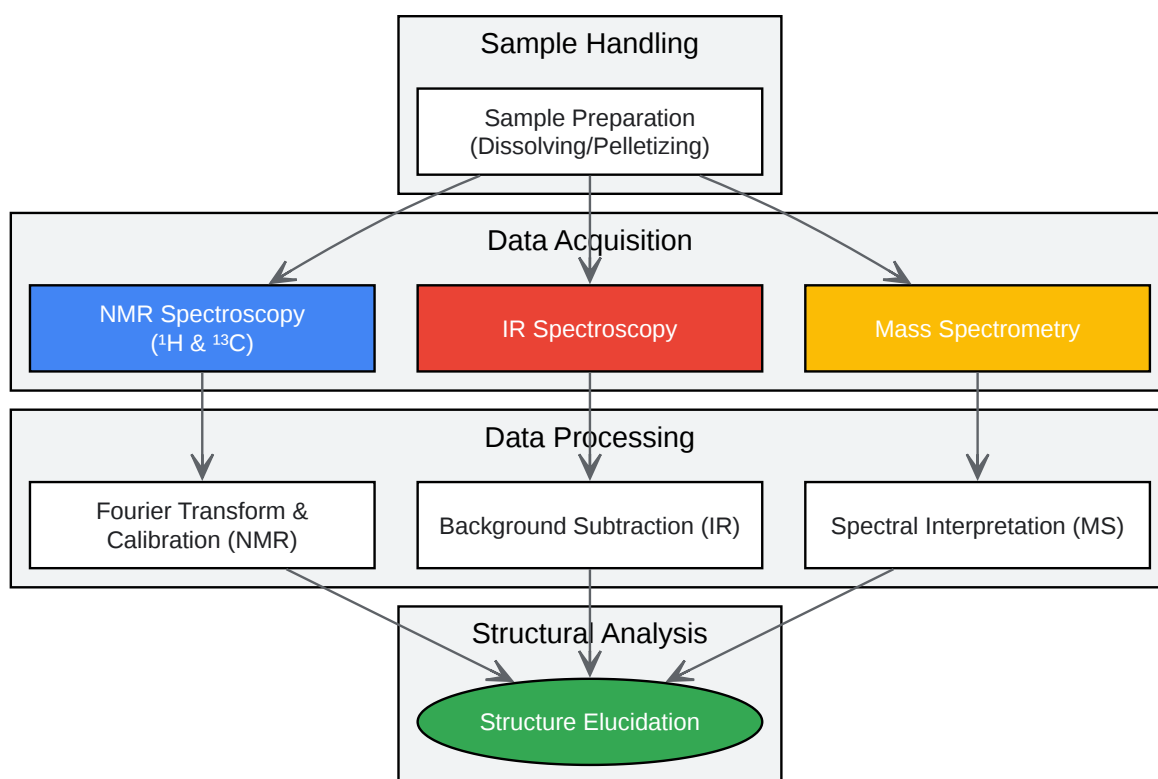 Sample Handling
Sample Preparation
(Dissolving/Pelletizing)
Data Acquisition
NMR Spectroscopy
(¹H & ¹³C)
IR Spectroscopy
Mass Spectrometry
Data Processing
Fourier Transform &
Calibration (NMR)
Background Subtraction (IR)
Spectral Interpretation (MS)
Structural Analysis
Structure Elucidation